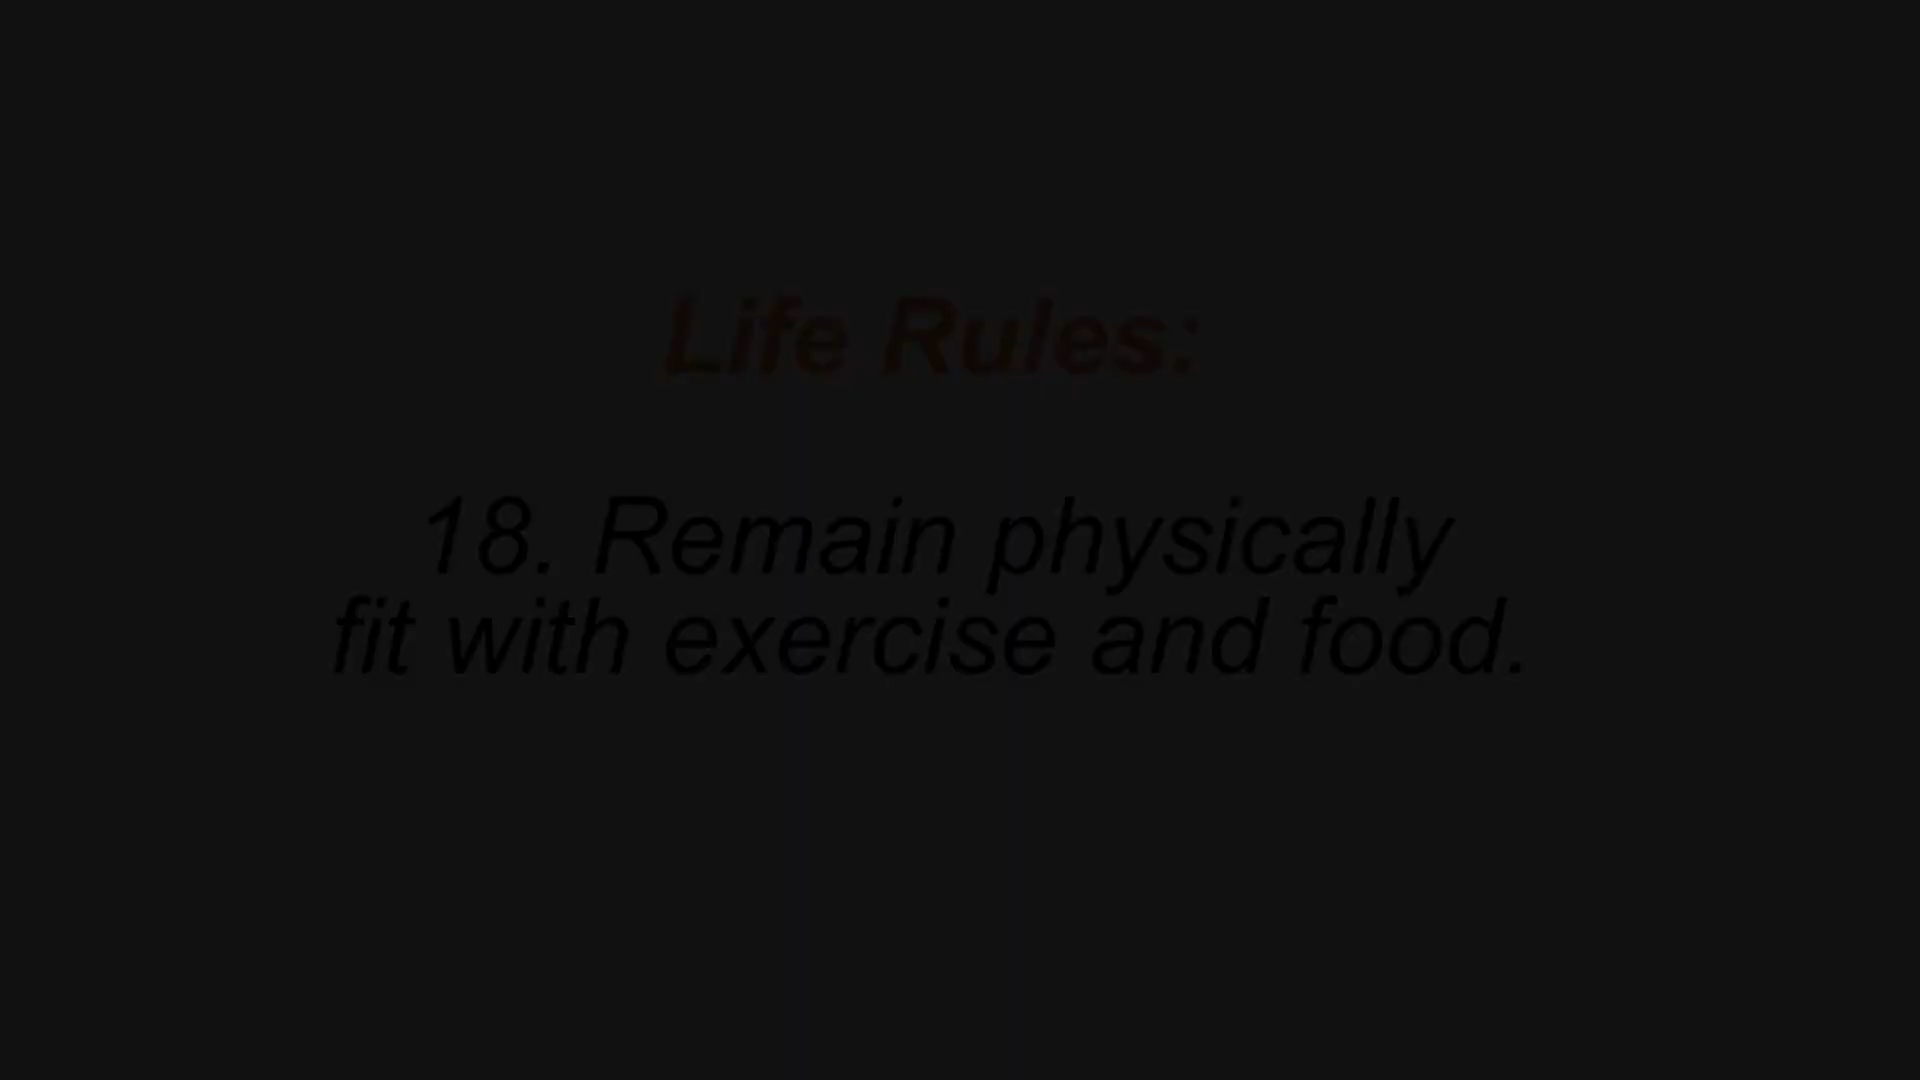 Life Rules:
18. Remain physically
fit with exercise and food.